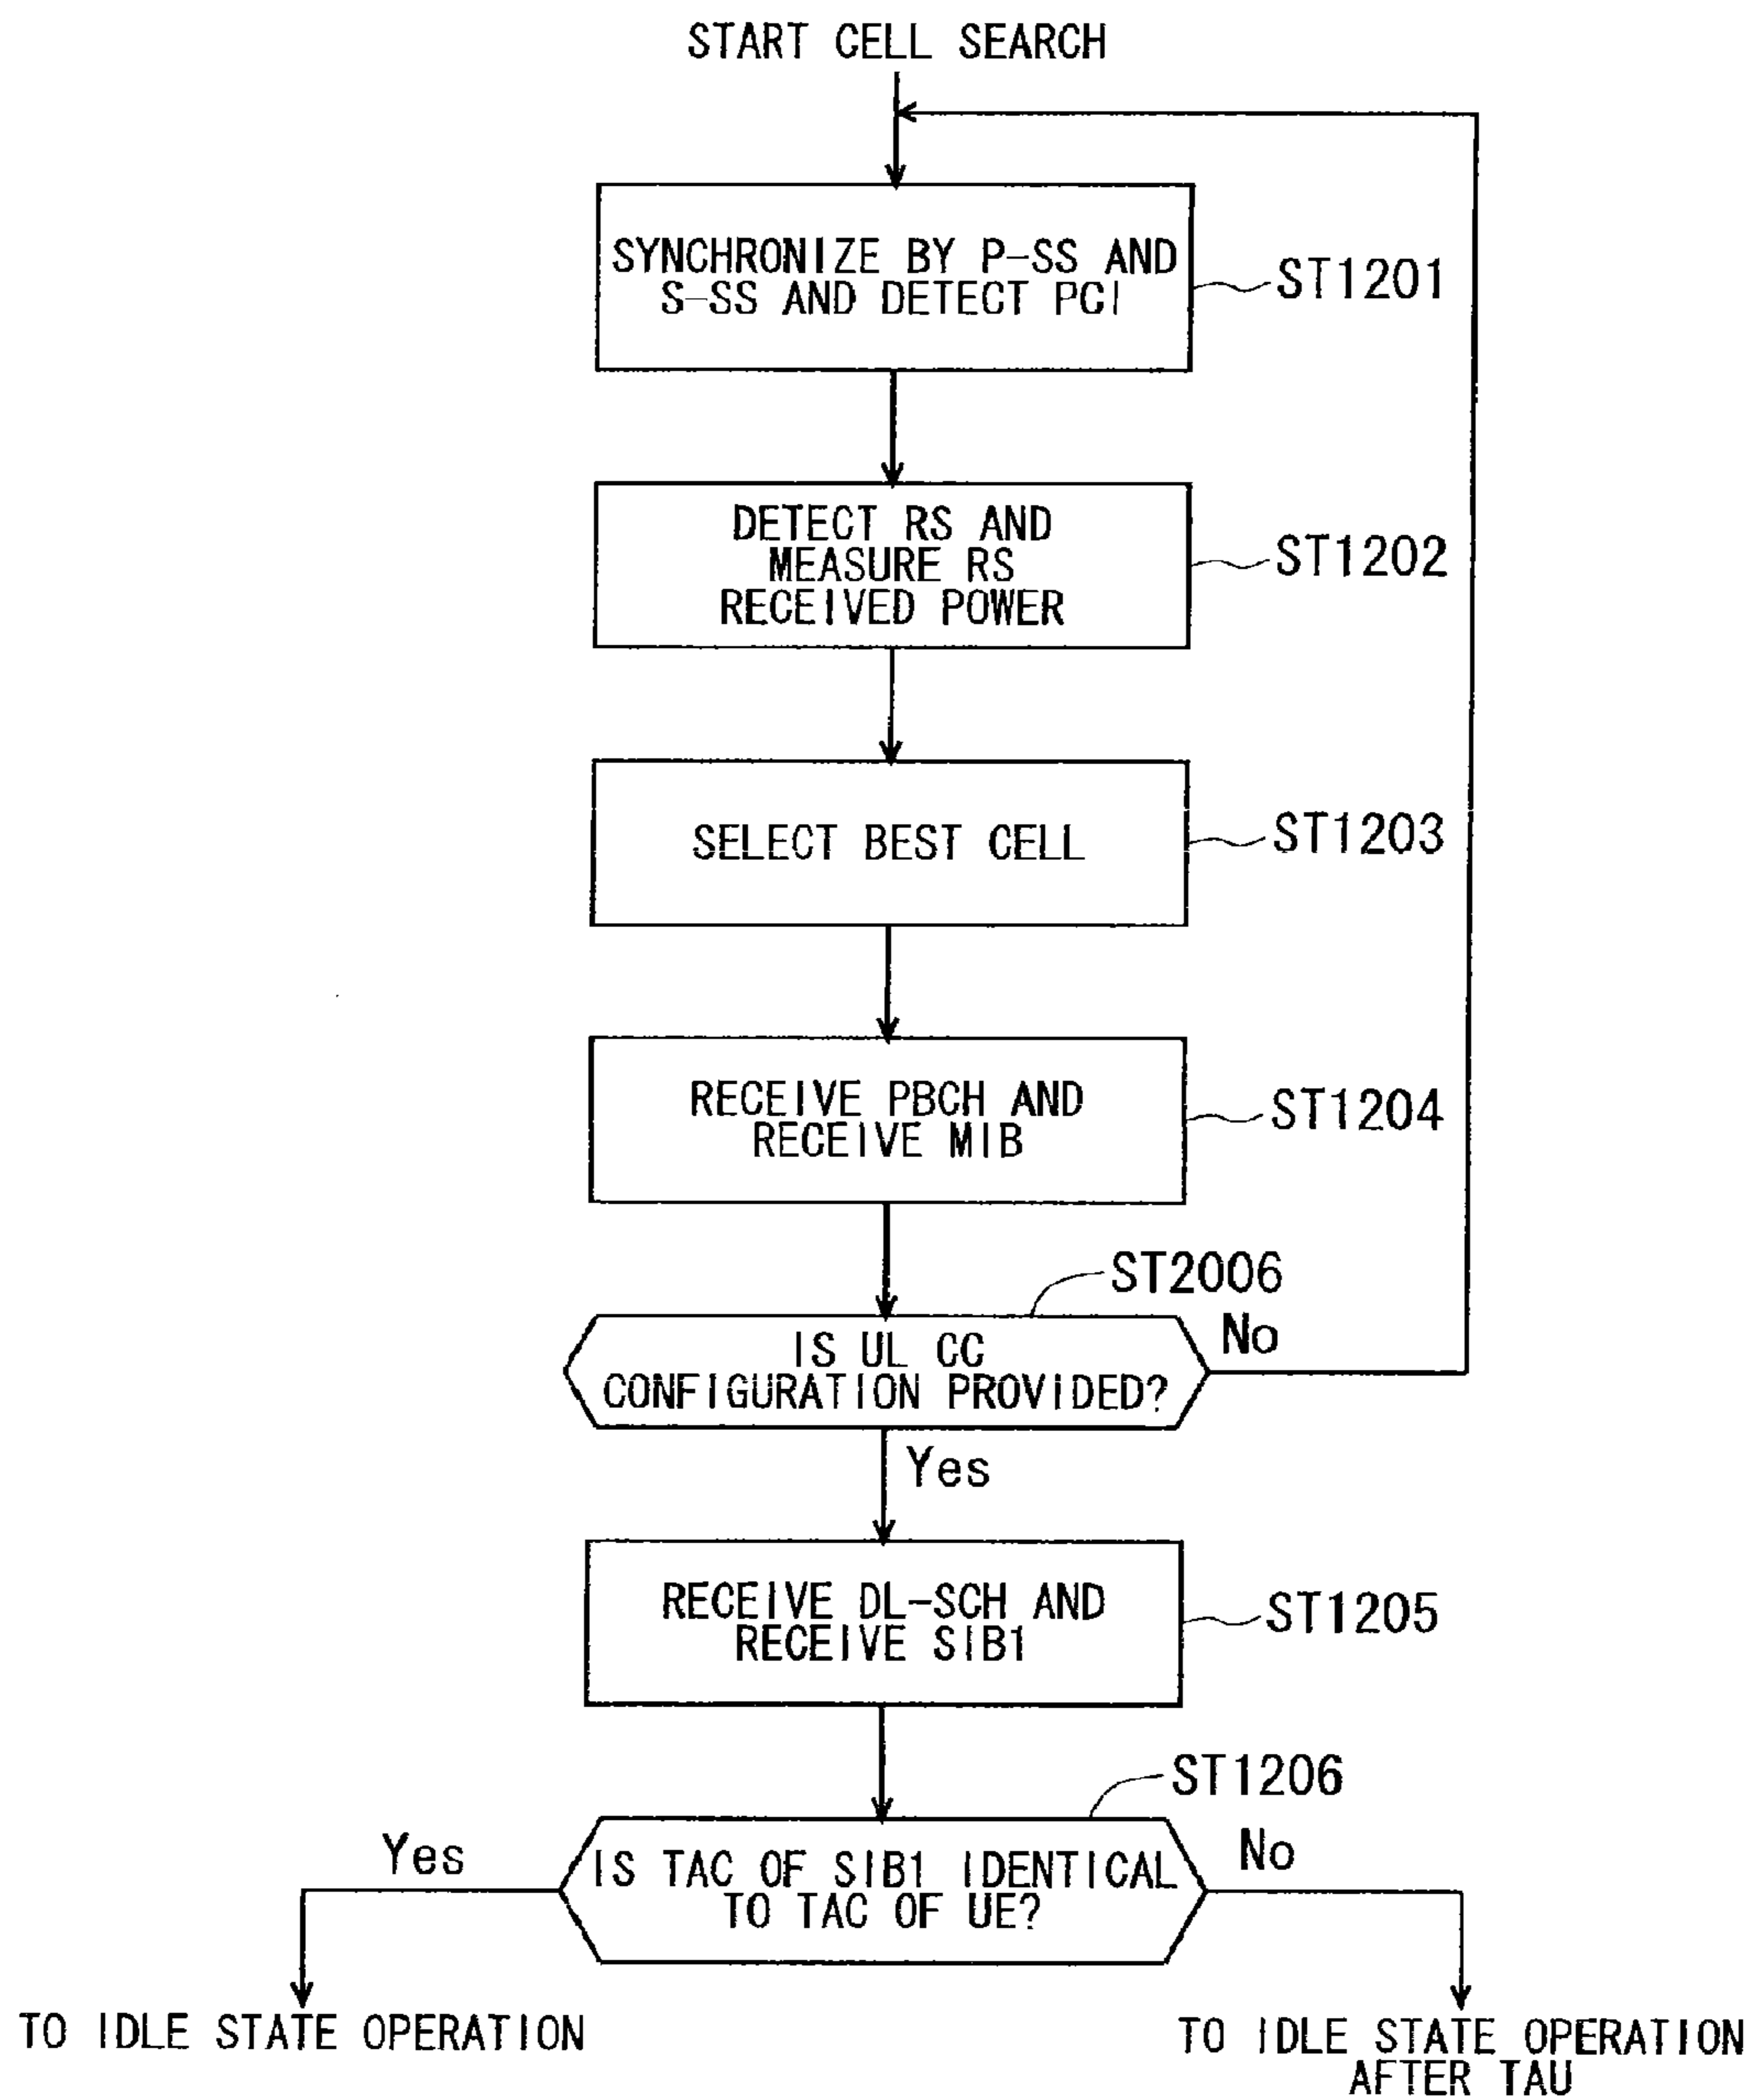 START CELL SEARCH
SYNCHRONIZE BY P-SS AND
S-SS AND DETECT PCI
ST1201
DETECT RS AND
MEASURE RS
RECEIVED POWER
ST1202
SELECT BEST CELL
ST1203
RECEIVE PBCH AND
RECEIVE MIB
ST1204
ST2006
IS UL CC
CONFIGURATION PROVIDED?
No
Yes
RECEIVE DL-SCH AND
RECEIVE SIB1
ST1205
ST1206
IS TAC OF SIB1 IDENTICAL
TO TAC OF UE?
Yes
No
TO IDLE STATE OPERATION
TO IDLE STATE OPERATION
AFTER TAU